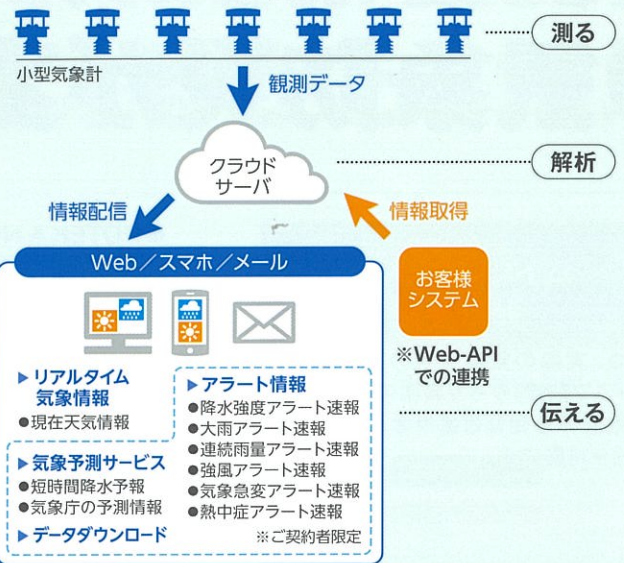 測る
小型気象計
観測データ
クラウド
サーバ
解析
情報配信
情報取得
Web／スマホ／メール
お客様
システム
※Web-API
での連携
▶リアルタイム
気象情報
●現在天気情報
▶気象予測サービス
●短時間降水予報
●気象庁の予測情報
▶データダウンロード
▶アラート情報
●降水強度アラート速報
●大雨アラート速報
●連続雨量アラート速報
●強風アラート速報
●気象急変アラート速報
●熱中症アラート速報
※ご契約者限定
伝える